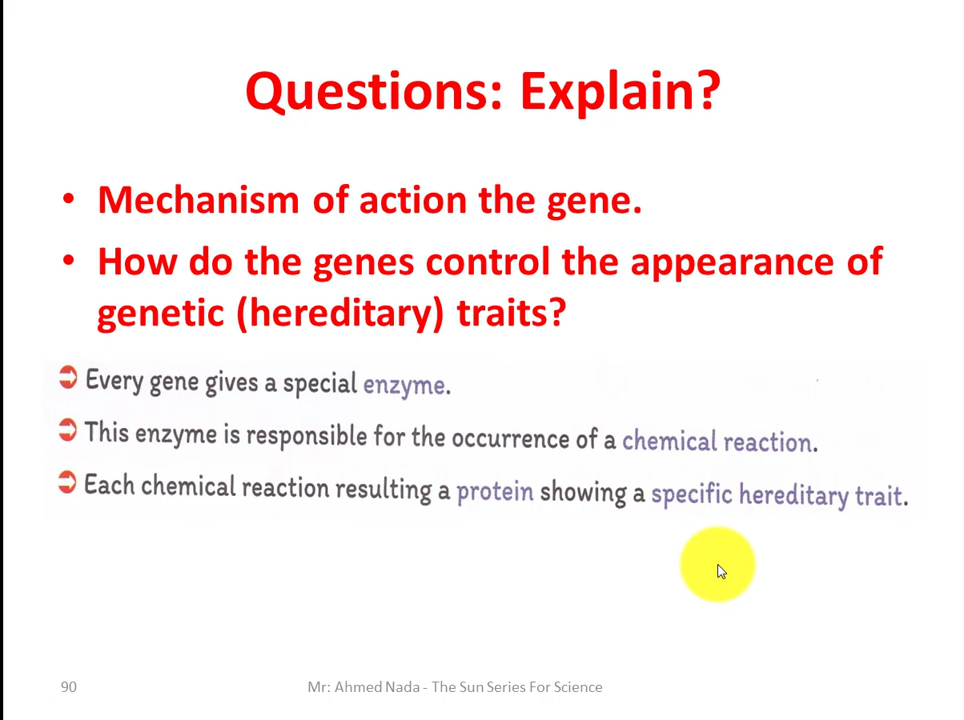 Questions: Explain?
• Mechanism of action the gene.
• How do the genes control the appearance of
genetic (hereditary) traits?
Every gene gives a special enzyme.
This enzyme is responsible for the occurrence of a chemical reaction.
Each chemical reaction resulting a protein showing a specific hereditary trait.
90
Mr: Ahmed Nada - The Sun Series For Science